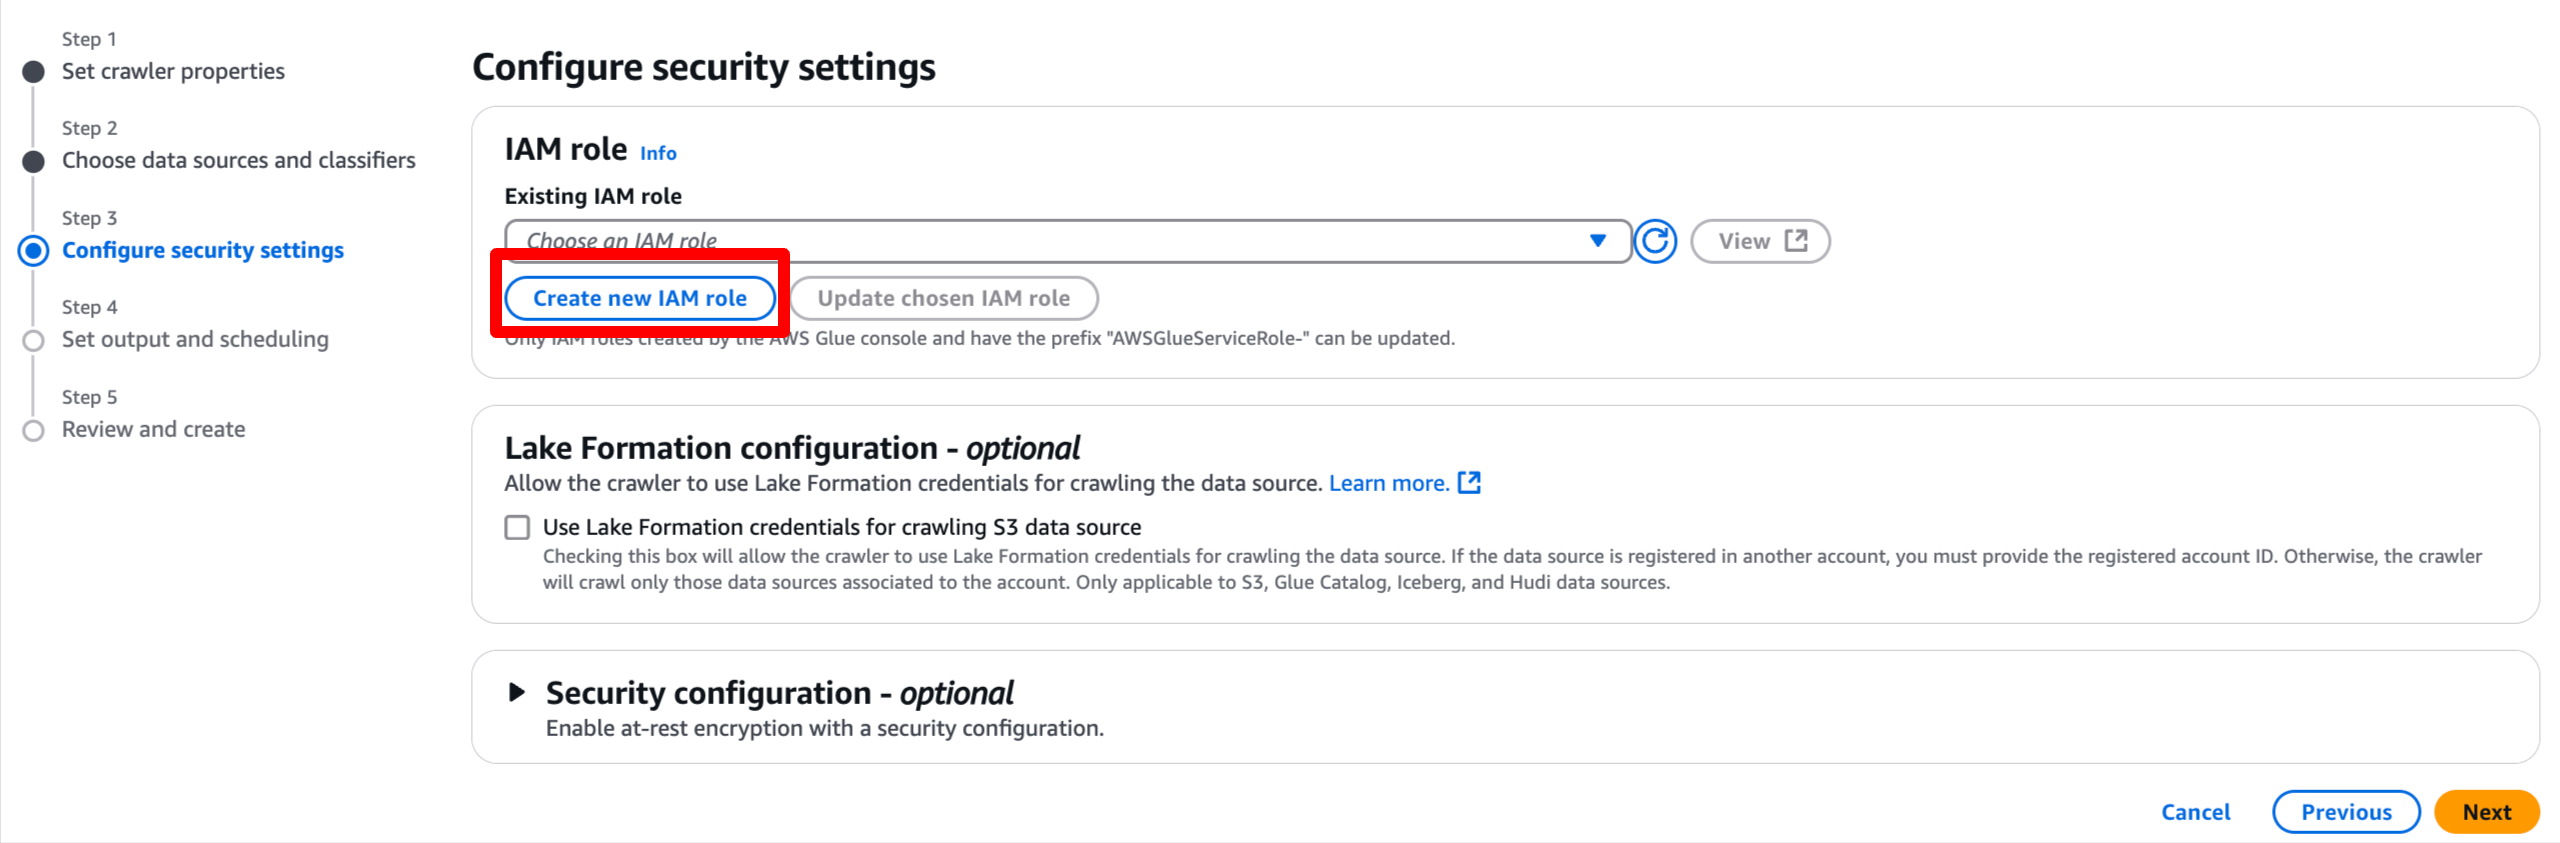 Step 1
Set crawler properties
Step 2
Choose data sources and classifiers
Step 3
Configure security settings
Step 4
Set output and scheduling
Step 5
Review and create
Configure security settings
IAM role Info
Existing IAM role
Choose an IAM role
View
Create new IAM role
Update chosen IAM role
Only IAM roles created by the AWS Glue console and have the prefix "AWSGlueServiceRole-" can be updated.
Lake Formation configuration - optional
Allow the crawler to use Lake Formation credentials for crawling the data source. Learn more.
Use Lake Formation credentials for crawling S3 data source
Checking this box will allow the crawler to use Lake Formation credentials for crawling the data source. If the data source is registered in another account, you must provide the registered account ID. Otherwise, the crawler
will crawl only those data sources associated to the account. Only applicable to S3, Glue Catalog, Iceberg, and Hudi data sources.
Security configuration - optional
Enable at-rest encryption with a security configuration.
Cancel
Previous
Next